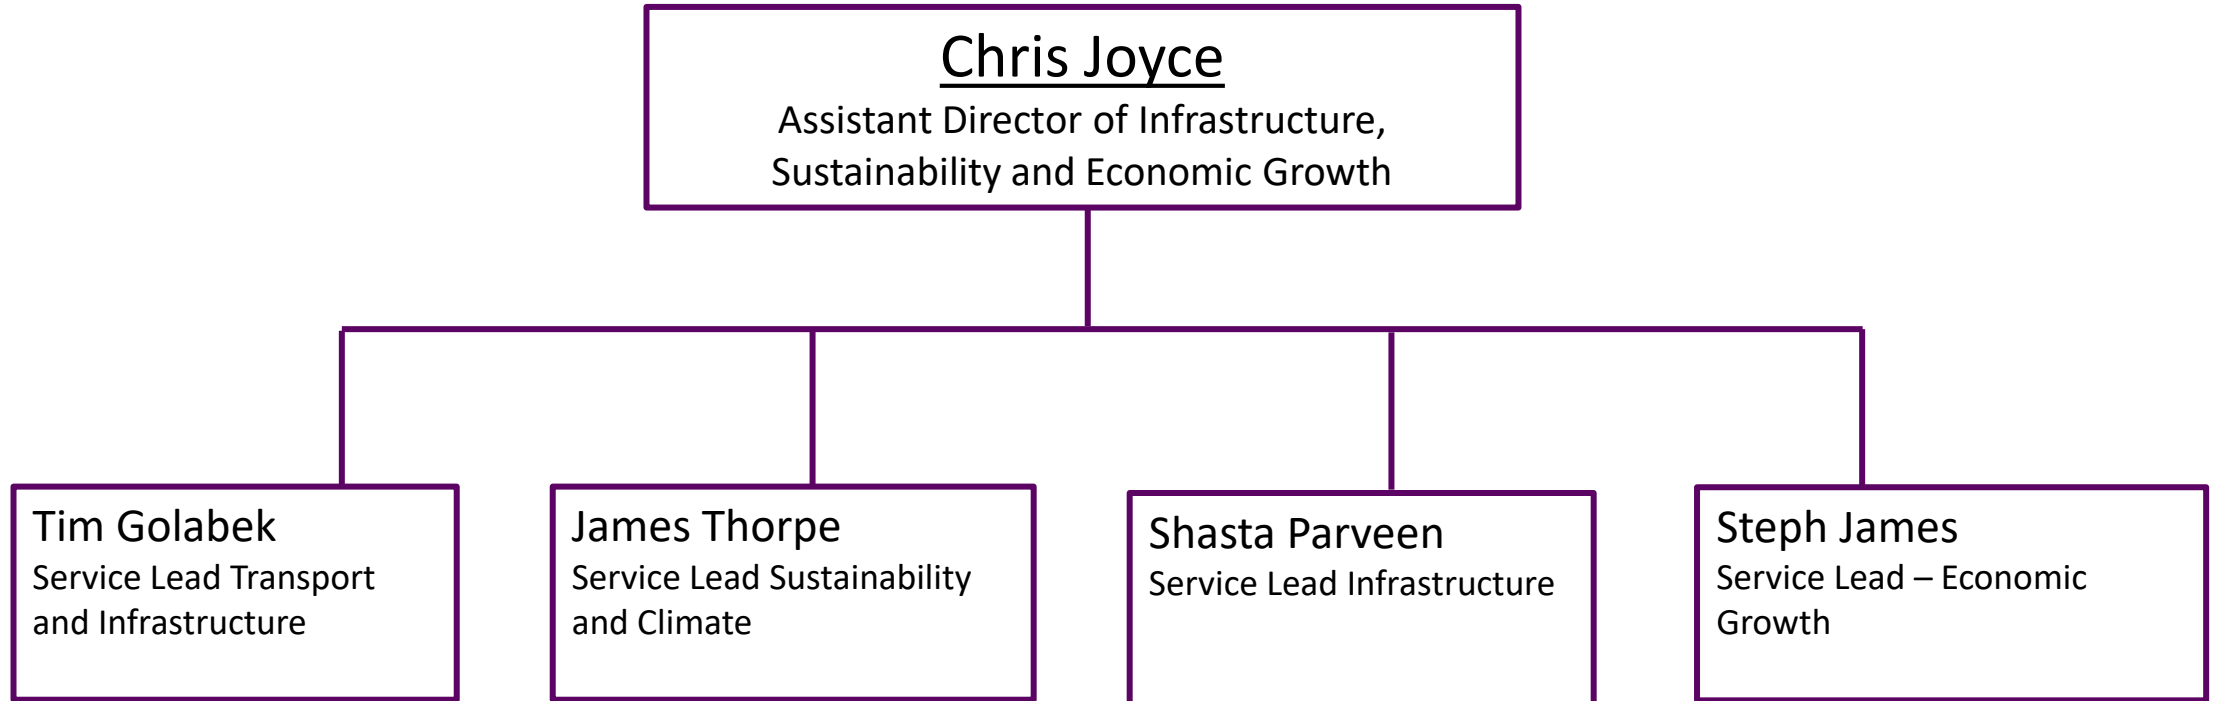 Chris Joyce
Assistant Director of Infrastructure,
Sustainability and Economic Growth
Tim Golabek
Service Lead Transport
and Infrastructure
James Thorpe
Service Lead Sustainability
and Climate
Shasta Parveen
Service Lead Infrastructure
Steph James
Service Lead – Economic
Growth